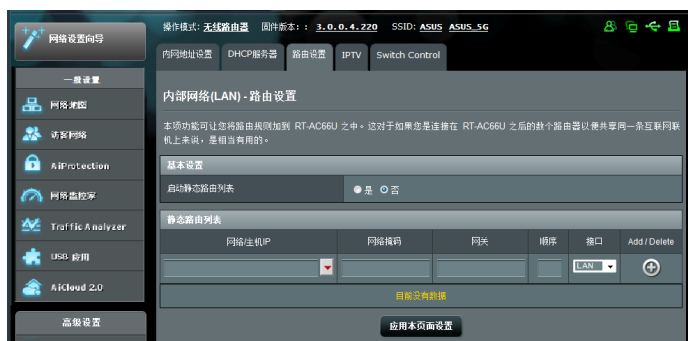 网络设置向导
操作模式: 无线路由器 固件版本: : 3.0.0.4.220 SSID: ASUS ASUS_5G
内网地址设置 DHCP服务器 路由设置 IPTV Switch Control
一般设置
网络地图
访客网络
AiProtection
网络监控家
Traffic Analyzer
USB 应用
AiCloud 2.0
高级设置
内部网络(LAN) - 路由设置
本项功能可让您将路由规则加到 RT-AC66U 之中。这对于如果您是连接在 RT-AC66U 之后的数个路由器以便共享同一条互联网联
机上来说，是相当有用的。
基本设置
启动静态路由列表 是 否
静态路由列表
网络/主机IP 网络掩码 网关 顺序 接口 Add / Delete
LAN
目前没有数据
应用本页面设置